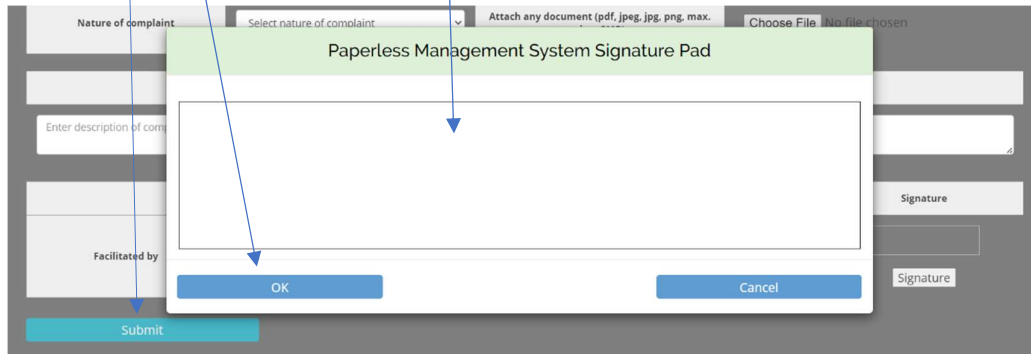 Nature of complaint
Select nature of complaint
Attach any document (pdf, jpeg, jpg, png, max.
Choose File No file chosen
Paperless Management System Signature Pad
Enter description of
Signature
Facilitated by
Signature
OK
Cancel
Submit